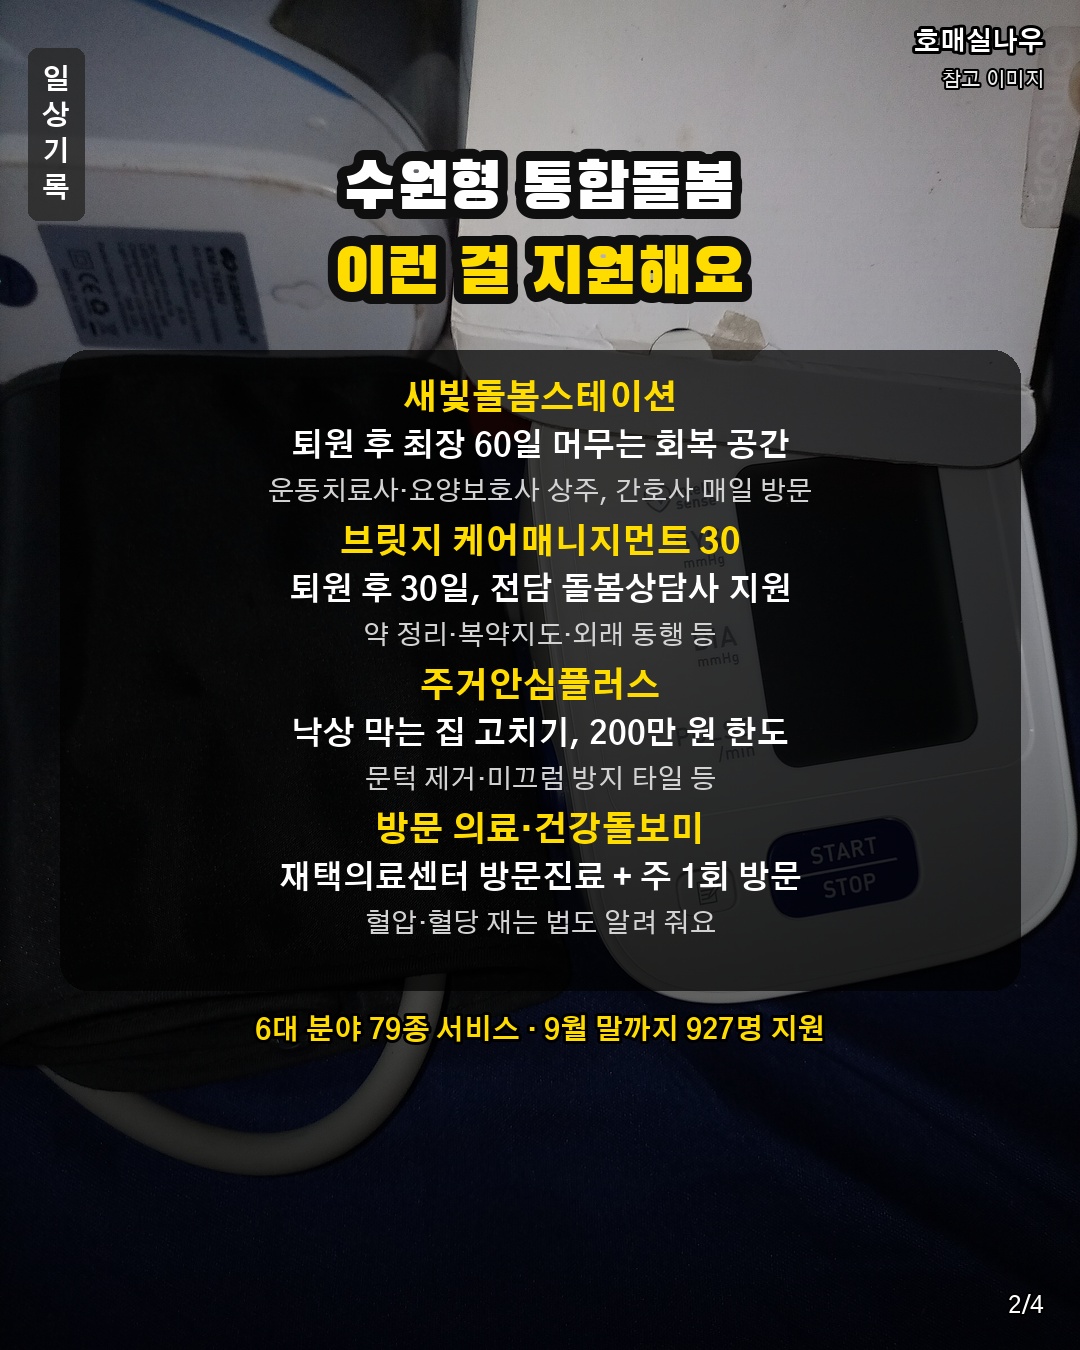 호매실나우
참고 이미지
일상기록
수원형 통합돌봄
이런 걸 지원해요
새빛돌봄스테이션
퇴원 후 최장 60일 머무는 회복 공간
운동치료사·요양보호사 상주, 간호사 매일 방문
브릿지 케어매니지먼트 30
퇴원 후 30일, 전담 돌봄상담사 지원
약 정리·복약지도·외래 동행 등
주거안심플러스
낙상 막는 집 고치기, 200만 원 한도
문턱 제거·미끄럼 방지 타일 등
방문 의료·건강돌보미
재택의료센터 방문진료 + 주 1회 방문
혈압·혈당 재는 법도 알려 줘요
6대 분야 79종 서비스 · 9월 말까지 927명 지원
sense
mmHg
mmHg
/min
START
STOP
2/4